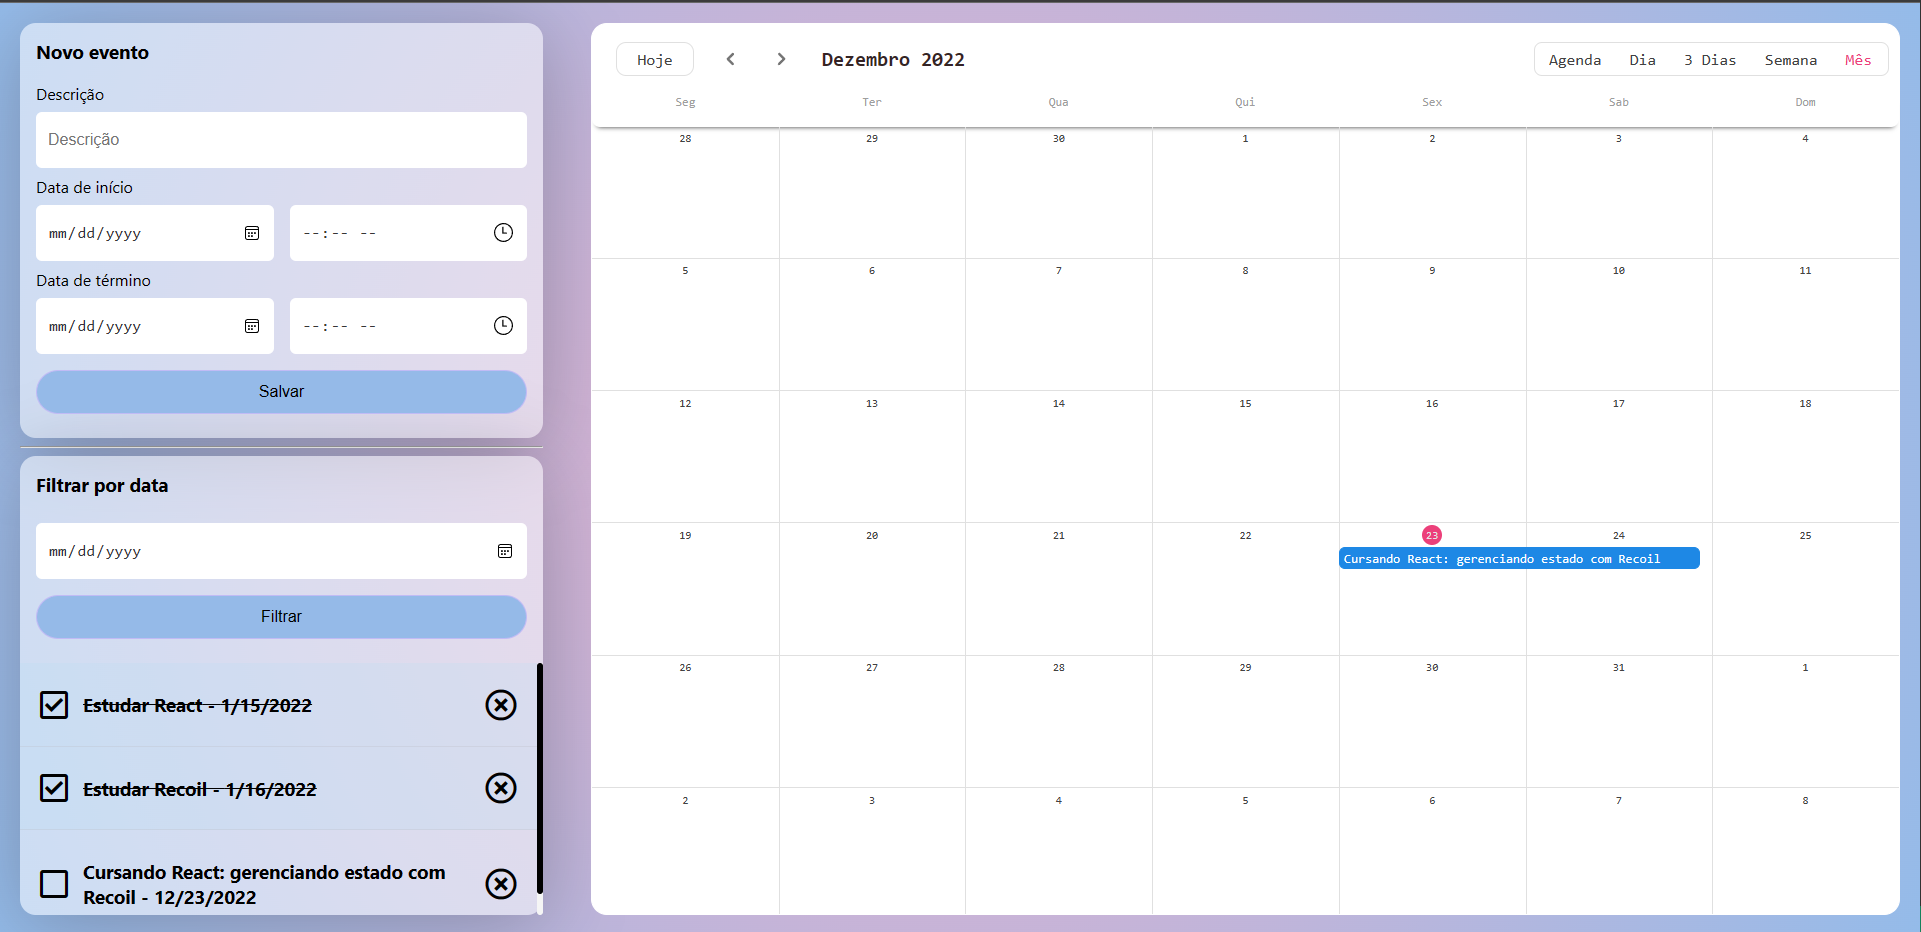 Novo evento
Descrição
Descrição
Data de início
mm/dd/yyyy --:-- --
Data de término
mm/dd/yyyy --:-- --
Salvar
Filtrar por data
mm/dd/yyyy
Filtrar
Estudar React - 1/15/2022
Estudar Recoil - 1/16/2022
Cursando React: gerenciando estado com
Recoil - 12/23/2022
Hoje Dezembro 2022 Agenda Dia 3 Dias Semana Mês
Seg Ter Qua Qui Sex Sab Dom
28 29 30 1 2 3 4
5 6 7 8 9 10 11
12 13 14 15 16 17 18
19 20 21 22 23 24 25
Cursando React: gerenciando estado com Recoil
26 27 28 29 30 31 1
2 3 4 5 6 7 8